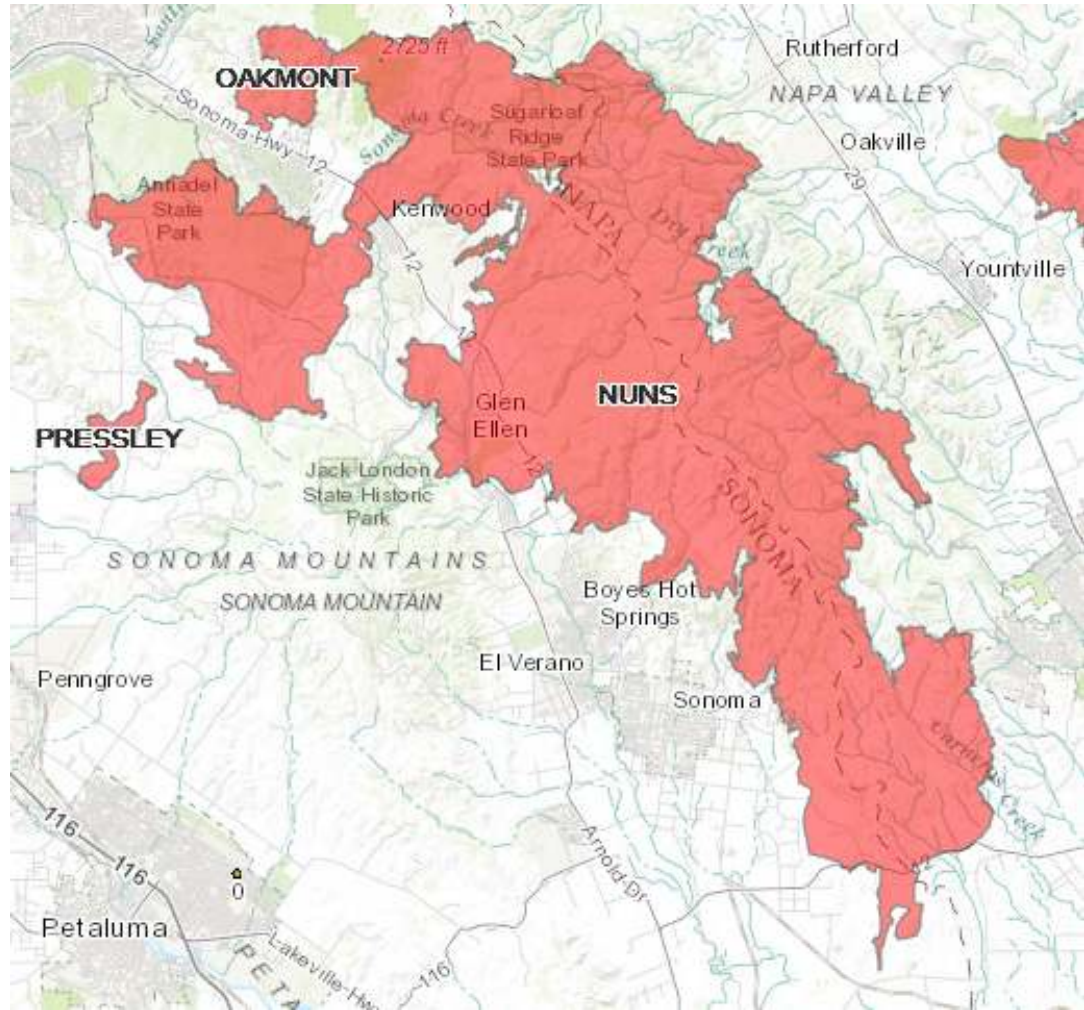 2725 ft
Rutherford
OAKMONT
NAPA VALLEY
Sonoma-Hwy-12
Sonoma Creek
Sugarloaf
Ridge
State Park
Oakville
29
Annadel
State
Park
Kenwood
NAPA
Dry Creek
12
Yountville
12
NUNS
Glen
Ellen
PRESSLEY
12
Jack London
State Historic
Park
SONOMA
SONOMA MOUNTAINS
SONOMA MOUNTAIN
Boyes Hot
Springs
El Verano
Penngrove
Sonoma
Carneros Creek
116
116
Arnold-Dr
0
Petaluma
Lakeville-Hwy
116
PETA